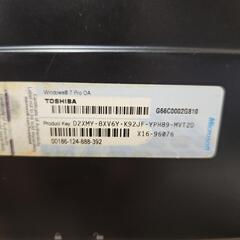 Windows® 7 Pro OA
TOSHIBA
G66C0002G810
Product Key: D2XMY-BXV6Y-K92JF-YPHB9-MVT2D
X16-96076
00186-124-888-392
Microsoft